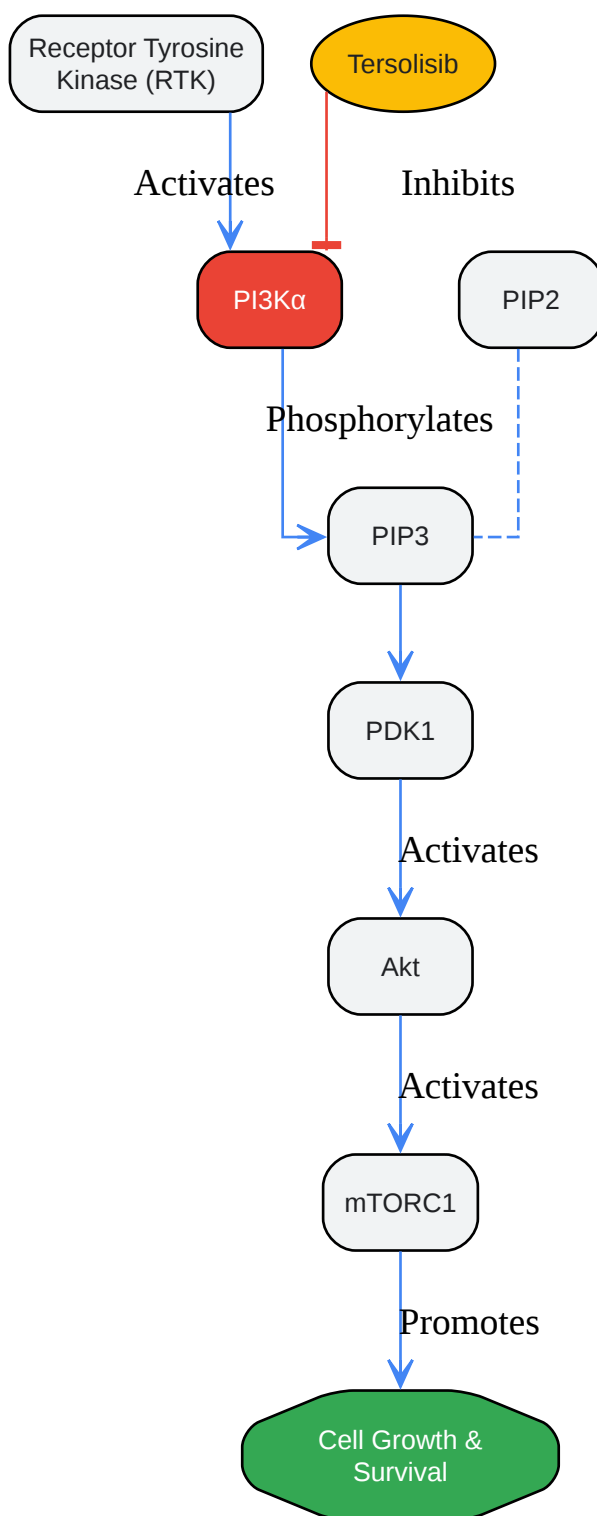 Receptor Tyrosine
Kinase (RTK)
Tersolisib
Activates
Inhibits
PI3Kα
PIP2
Phosphorylates
PIP3
PDK1
Activates
Akt
Activates
mTORC1
Promotes
Cell Growth &
Survival